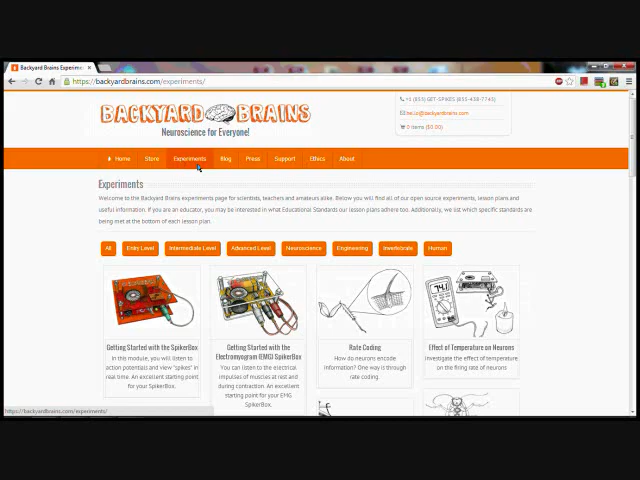 Backyard Brains Experim
https://backyardbrains.com/experiments/
BACKYARD BRAINS
Neuroscience for Everyone!
+1 (855) GET-SPIKES (855-438-7743)
hello@backyardbrains.com
0 items ($0.00)
Home Store Experiments Blog Press Support Ethics About
Experiments
Welcome to the Backyard Brains experiments page for scientists, teachers and amateurs alike. Below you will find all of our open source experiments, lesson plans and
useful information. If you are an educator, you may be interested in what Educational Standards our lesson plans adhere too. Additionally, we list which specific standards are
being met at the bottom of each lesson plan.
All Entry Level Intermediate Level Advanced Level Neuroscience Engineering Invertebrate Human
Getting Started with the SpikerBox
In this module, you will listen to
action potentials and view "spikes" in
real time. An excellent starting point
for your SpikerBox.
Getting Started with the
Electromyogram (EMG) SpikerBox
You can listen to the electrical
impulses of muscles at rest and
during contraction. An excellent
starting point for your EMG
SpikerBox.
Rate Coding
How do neurons encode
information? One way is through
rate coding.
74.1
Effect of Temperature on Neurons
Investigate the effect of temperature
on the firing rate of neurons
https://backyardbrains.com/experiments/